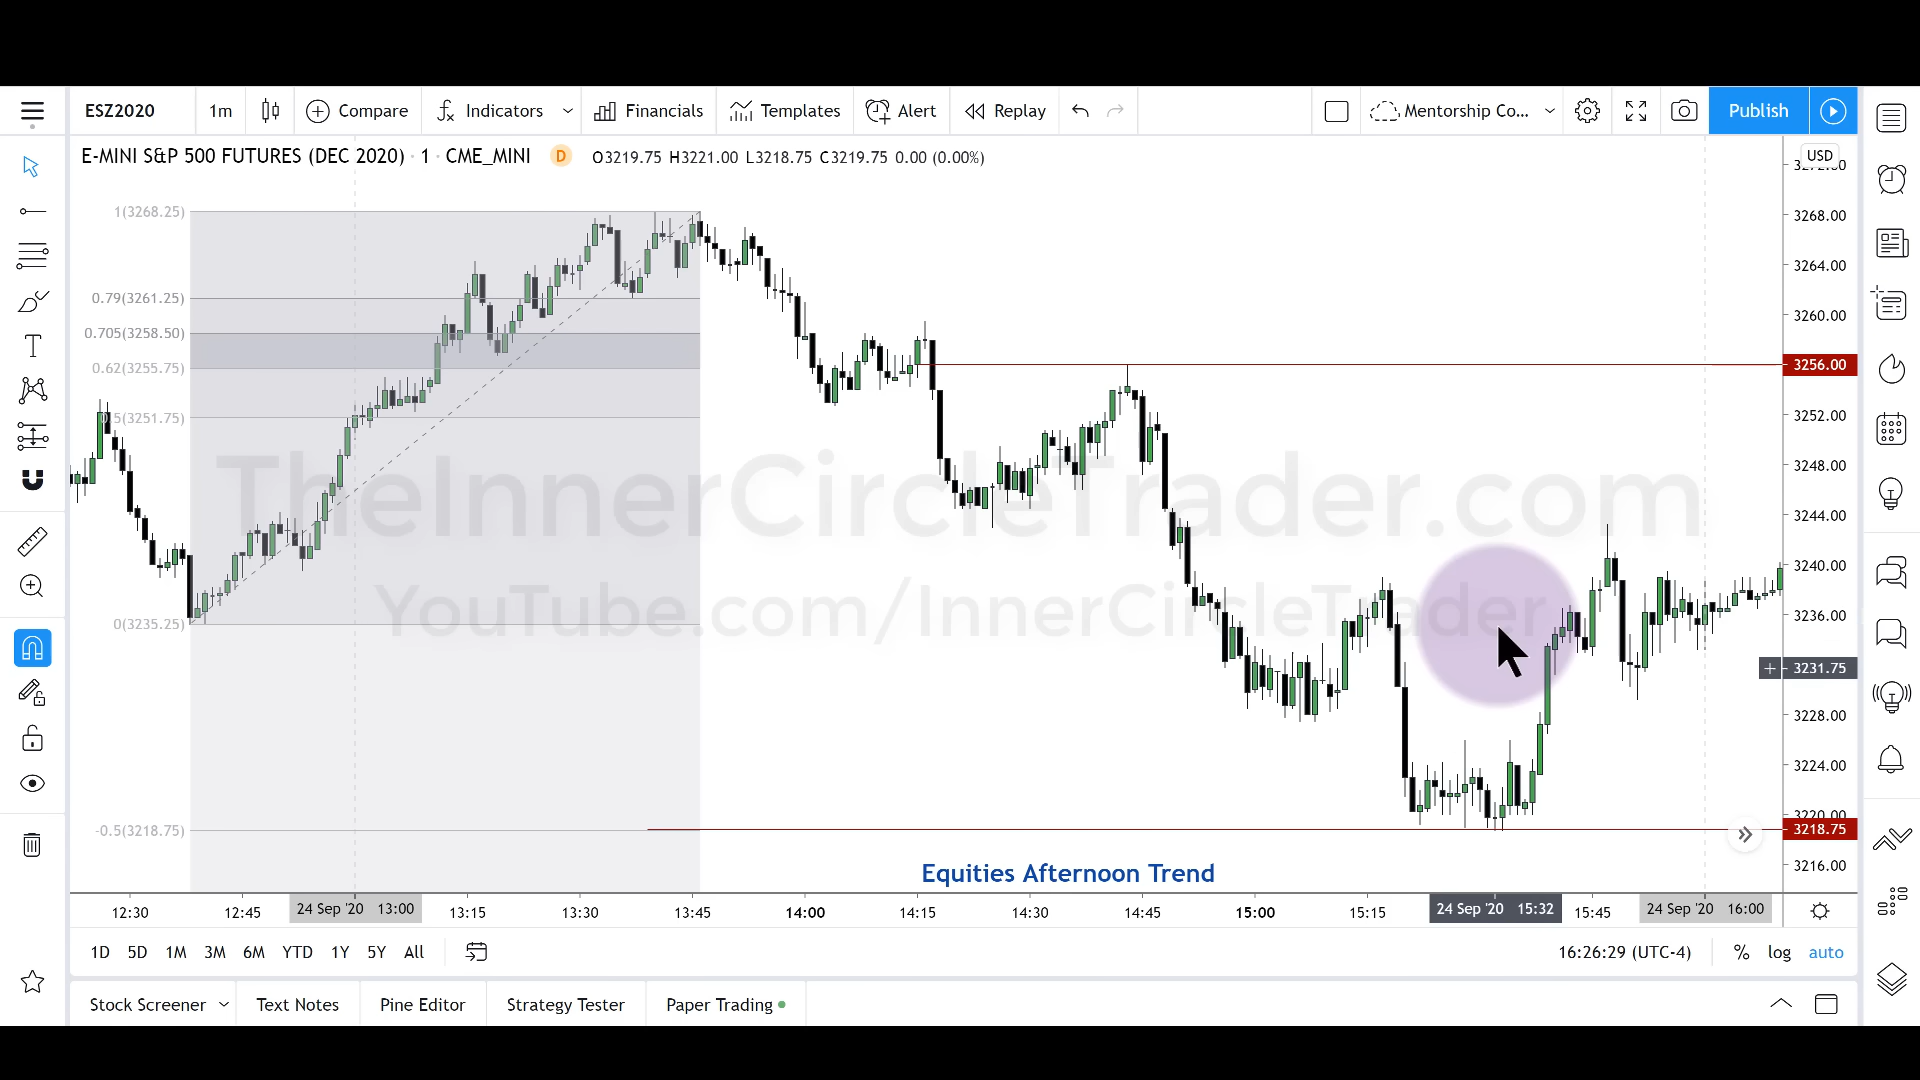 ESZ2020 1m Compare Indicators Financials Templates Alert Replay Mentorship Co... Publish
E-MINI S&P 500 FUTURES (DEC 2020) · 1 · CME_MINI D O3219.75 H3221.00 L3218.75 C3219.75 0.00 (0.00%)
USD
1(3268.25)
3268.00
3264.00
0.79(3261.25)
3260.00
0.705(3258.50)
0.62(3255.75)
3256.00
0.5(3251.75)
3252.00
3248.00
TheInnerCircleTrader.com
3244.00
3240.00
YouTube.com/InnerCircleTrader
0(3235.25)
3236.00
3231.75
3228.00
3224.00
3220.00
-0.5(3218.75)
3218.75
3216.00
Equities Afternoon Trend
12:30 12:45 24 Sep '20 13:00 13:15 13:30 13:45 14:00 14:15 14:30 14:45 15:00 15:15 24 Sep '20 15:32 15:45 24 Sep '20 16:00
1D 5D 1M 3M 6M YTD 1Y 5Y All 16:26:29 (UTC-4) % log auto
Stock Screener Text Notes Pine Editor Strategy Tester Paper Trading